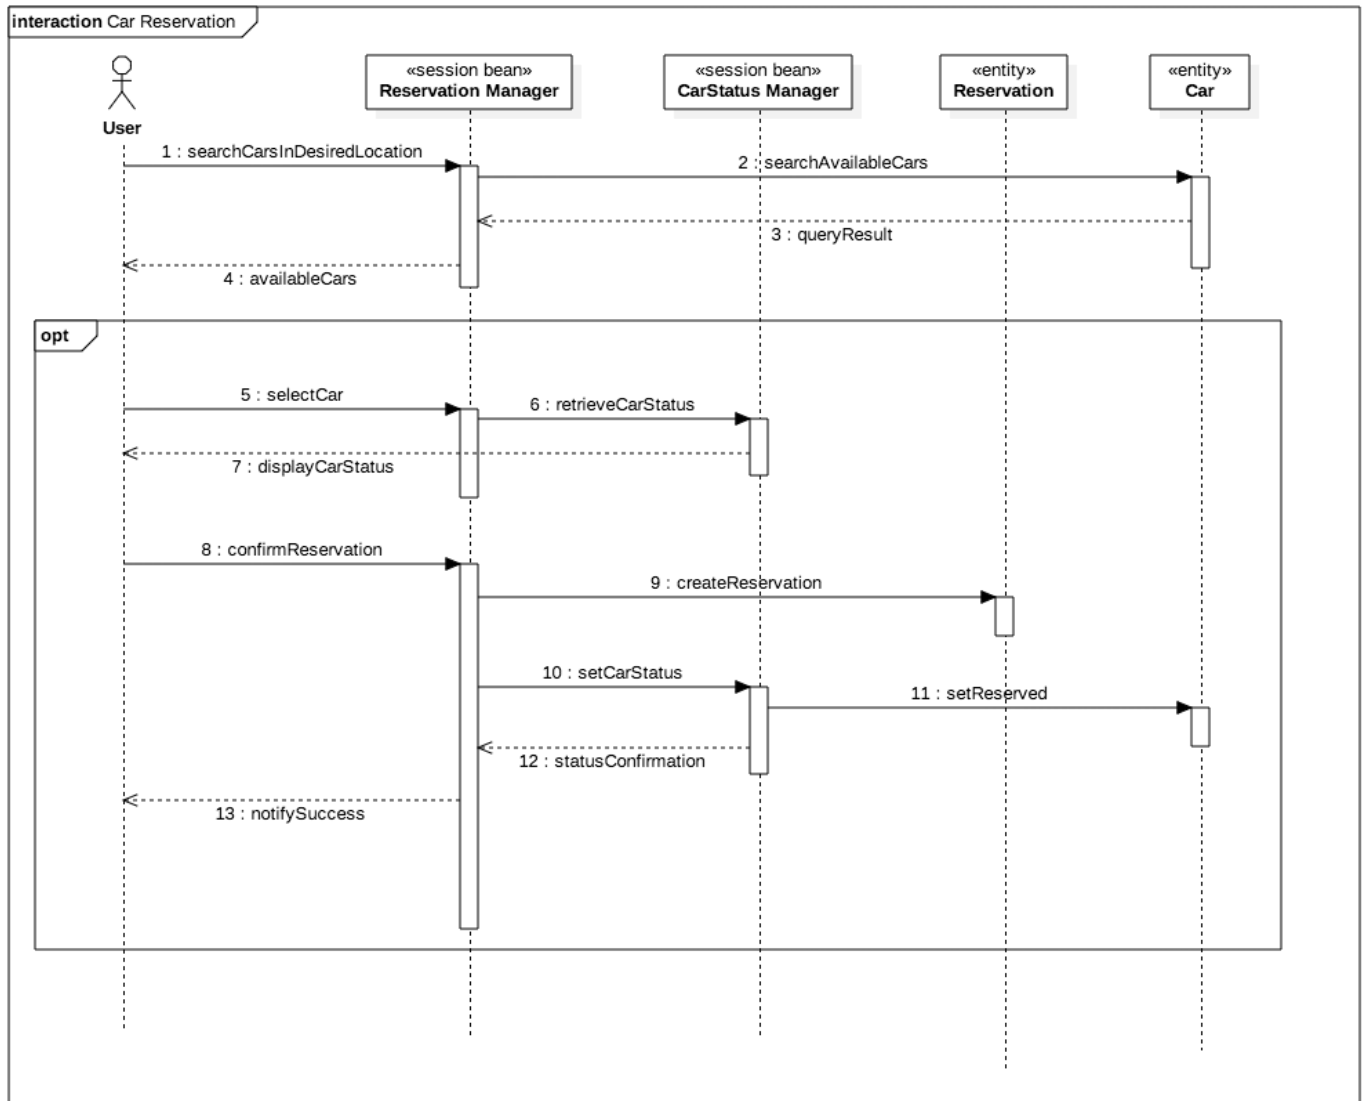 interaction Car Reservation
«session bean»
Reservation Manager
«session bean»
CarStatus Manager
«entity»
Reservation
«entity»
Car
User
1 : searchCarsInDesiredLocation
2 : searchAvailableCars
3 : queryResult
4 : availableCars
opt
5 : selectCar
6 : retrieveCarStatus
7 : displayCarStatus
8 : confirmReservation
9 : createReservation
10 : setCarStatus
11 : setReserved
12 : statusConfirmation
13 : notifySuccess